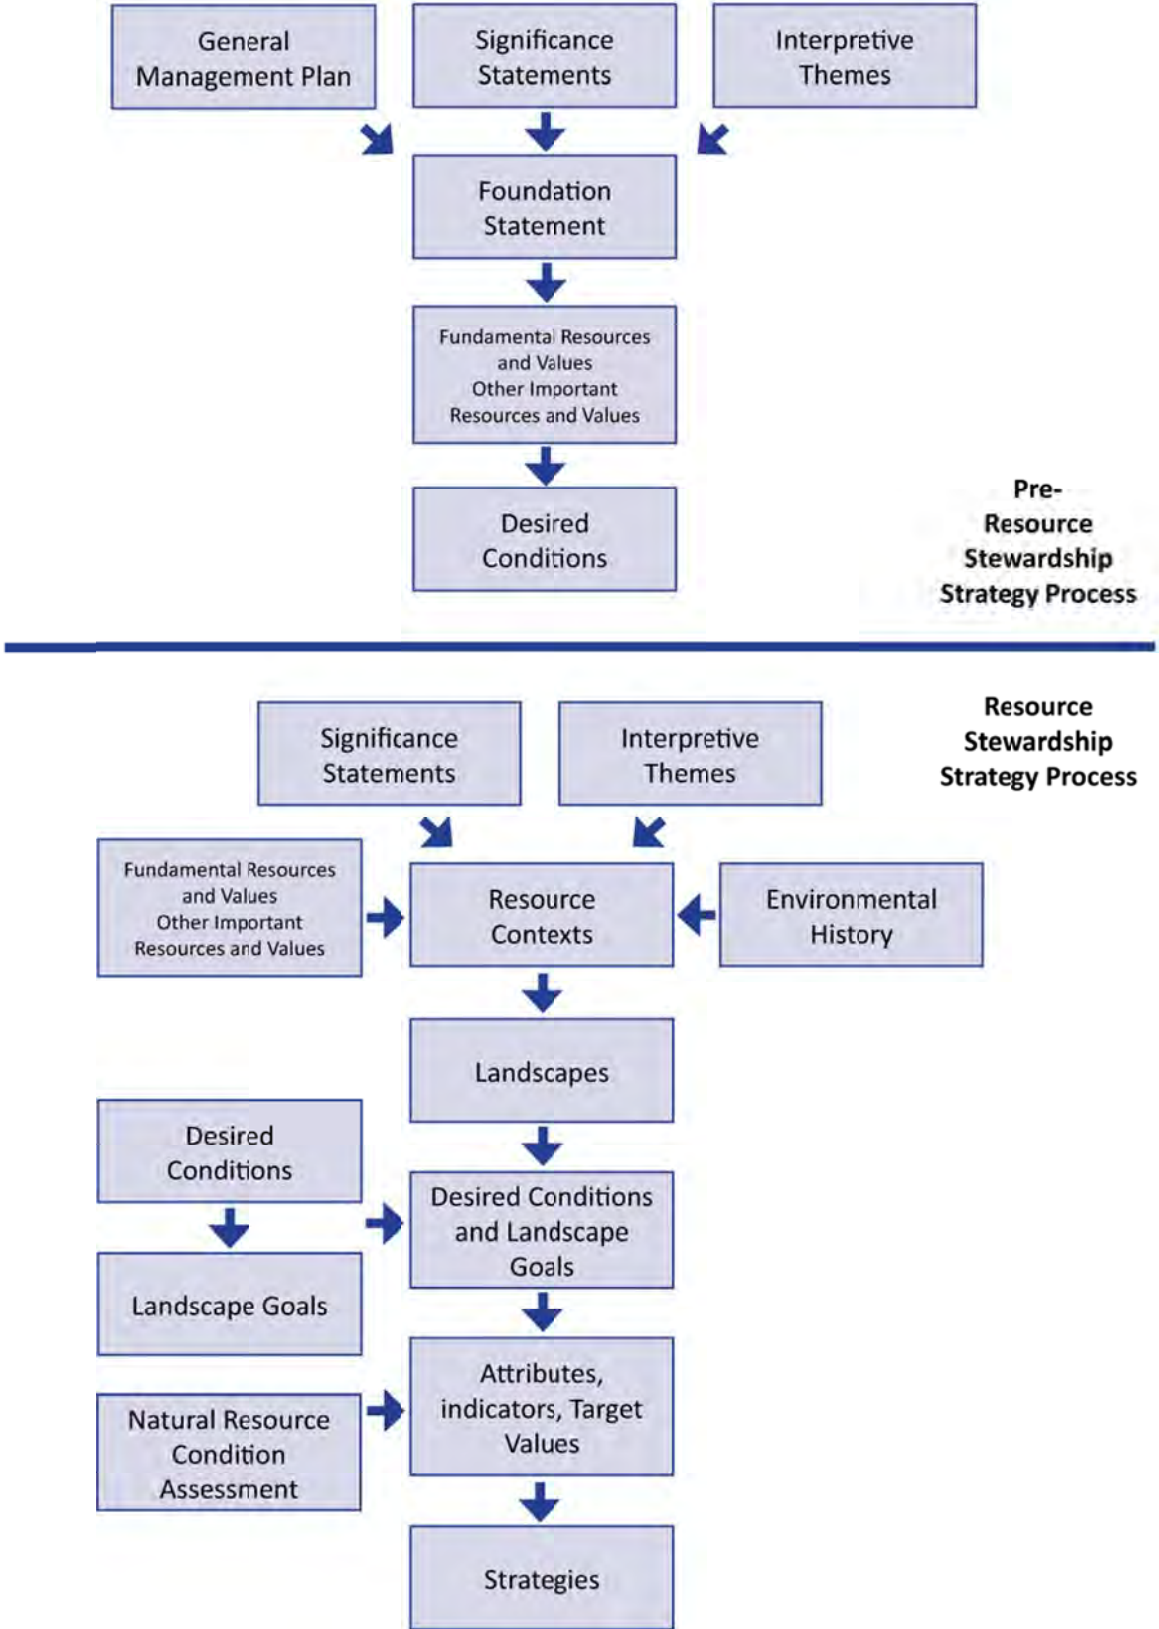 General
Management Plan
Significance
Statements
Interpretive
Themes
Foundation
Statement
Fundamental Resources
and Values
Other Important
Resources and Values
Desired
Conditions
Pre-
Resource
Stewardship
Strategy Process
Resource
Stewardship
Strategy Process
Significance
Statements
Interpretive
Themes
Fundamental Resources
and Values
Other Important
Resources and Values
Resource
Contexts
Environmental
History
Landscapes
Desired
Conditions
Desired Conditions
and Landscape
Goals
Landscape Goals
Attributes,
indicators, Target
Values
Natural Resource
Condition
Assessment
Strategies